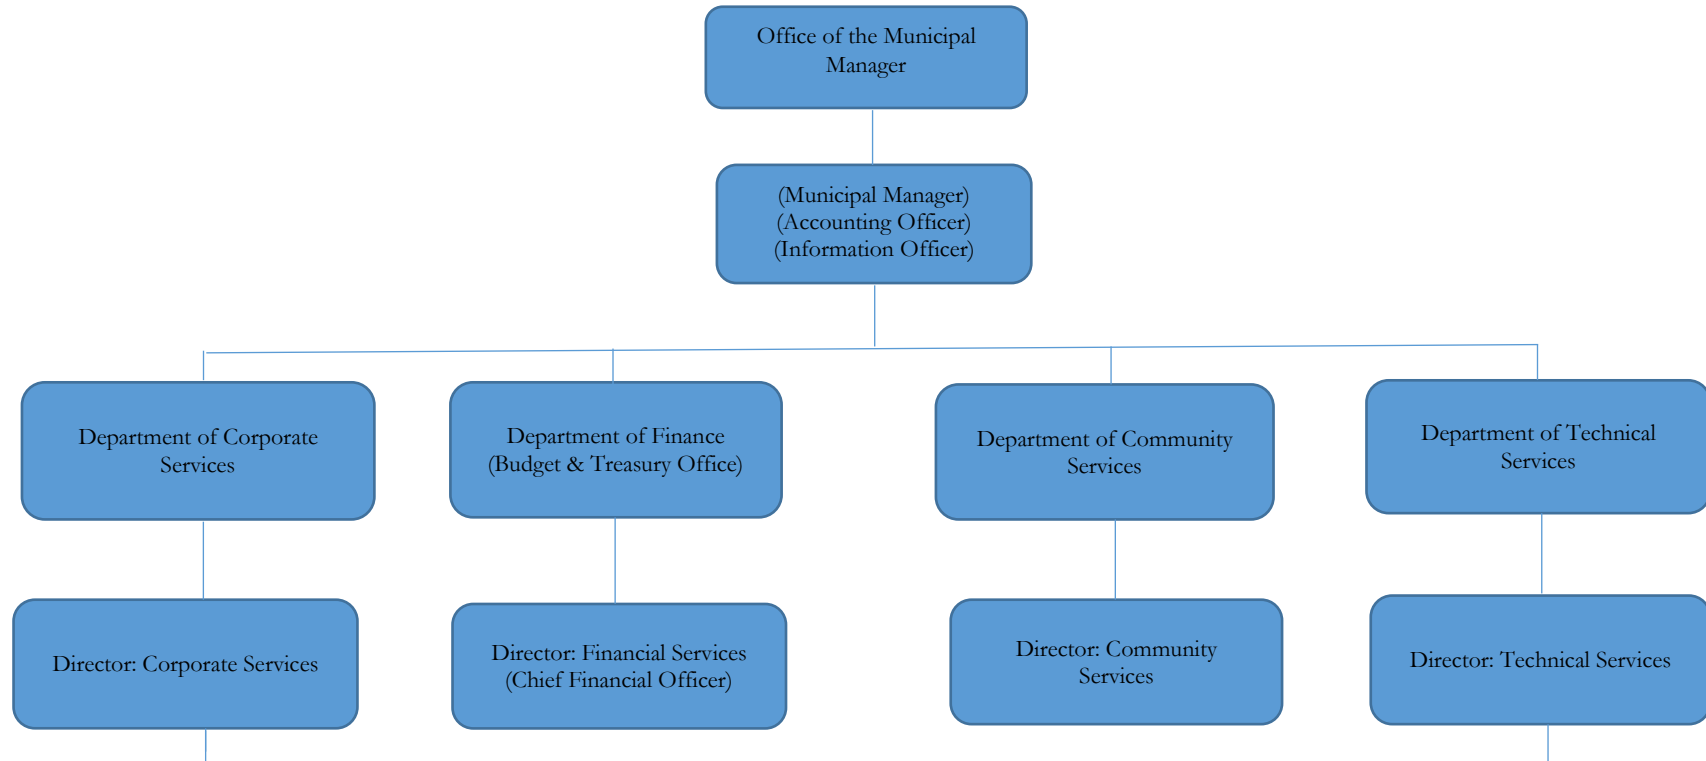 Office of the Municipal
Manager
(Municipal Manager)
(Accounting Officer)
(Information Officer)
Department of Corporate
Services
Department of Finance
(Budget & Treasury Office)
Department of Community
Services
Department of Technical
Services
Director: Corporate Services
Director: Financial Services
(Chief Financial Officer)
Director: Community
Services
Director: Technical Services